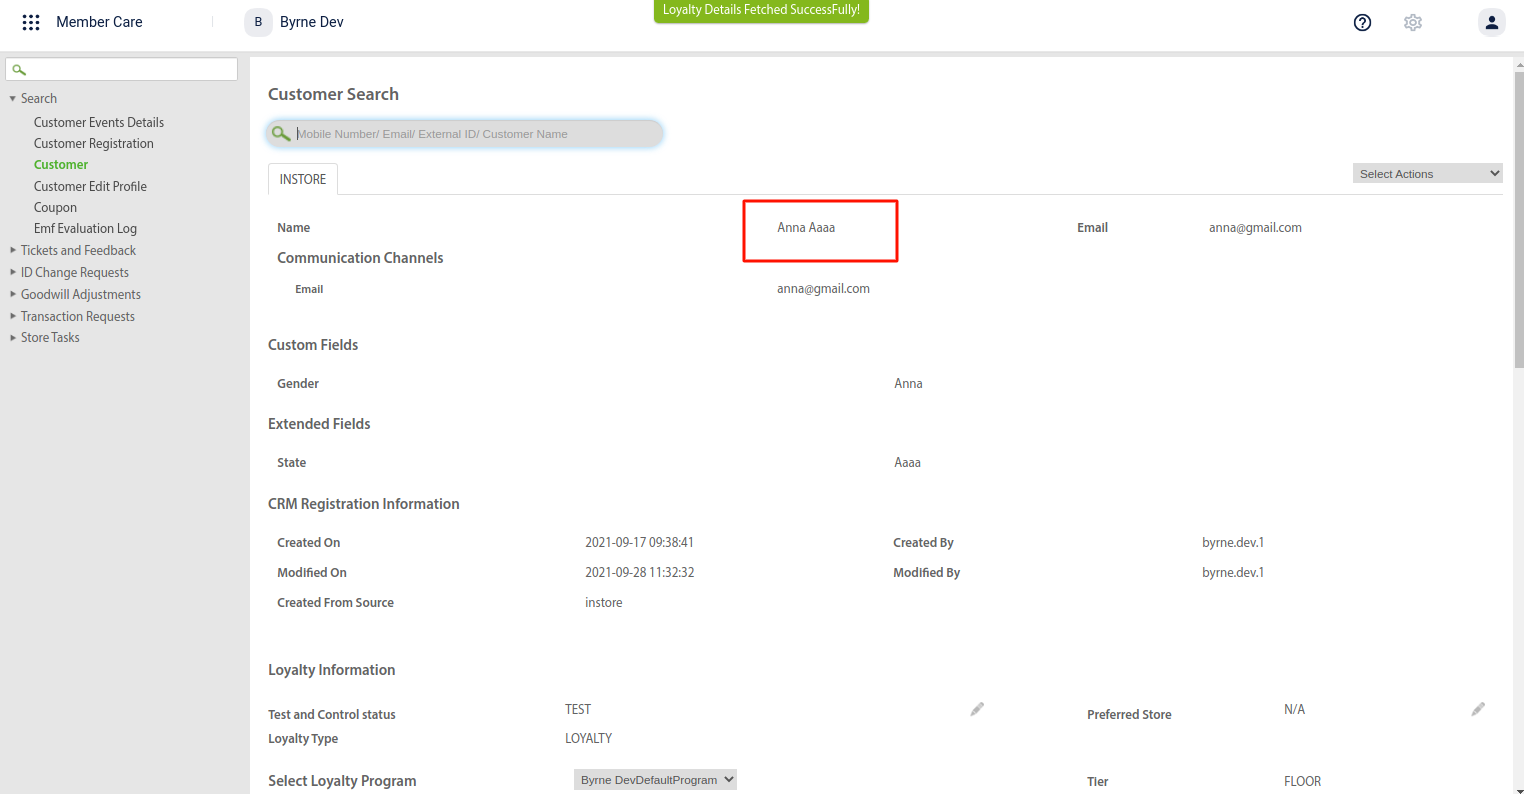 Member Care
B Byrne Dev
Loyalty Details Fetched SuccessFully!
Search
Customer Events Details
Customer Registration
Customer
Customer Edit Profile
Coupon
Emf Evaluation Log
Tickets and Feedback
ID Change Requests
Goodwill Adjustments
Transaction Requests
Store Tasks
Customer Search
Mobile Number/ Email/ External ID/ Customer Name
INSTORE
Select Actions
Name Anna Aaaa Email anna@gmail.com
Communication Channels
Email anna@gmail.com
Custom Fields
Gender Anna
Extended Fields
State Aaaa
CRM Registration Information
Created On 2021-09-17 09:38:41 Created By byrne.dev.1
Modified On 2021-09-28 11:32:32 Modified By byrne.dev.1
Created From Source instore
Loyalty Information
Test and Control status TEST Preferred Store N/A
Loyalty Type LOYALTY
Select Loyalty Program Byrne DevDefaultProgram Tier FLOOR